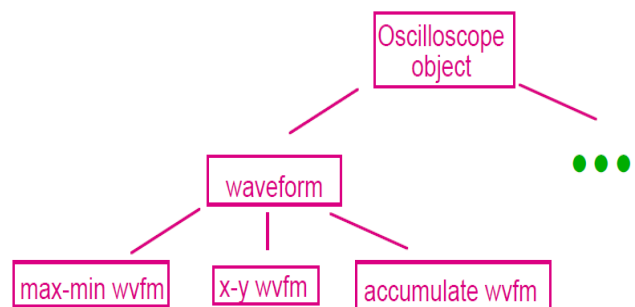 Oscilloscope
object
waveform
max-min wvfm
x-y wvfm
accumulate wvfm